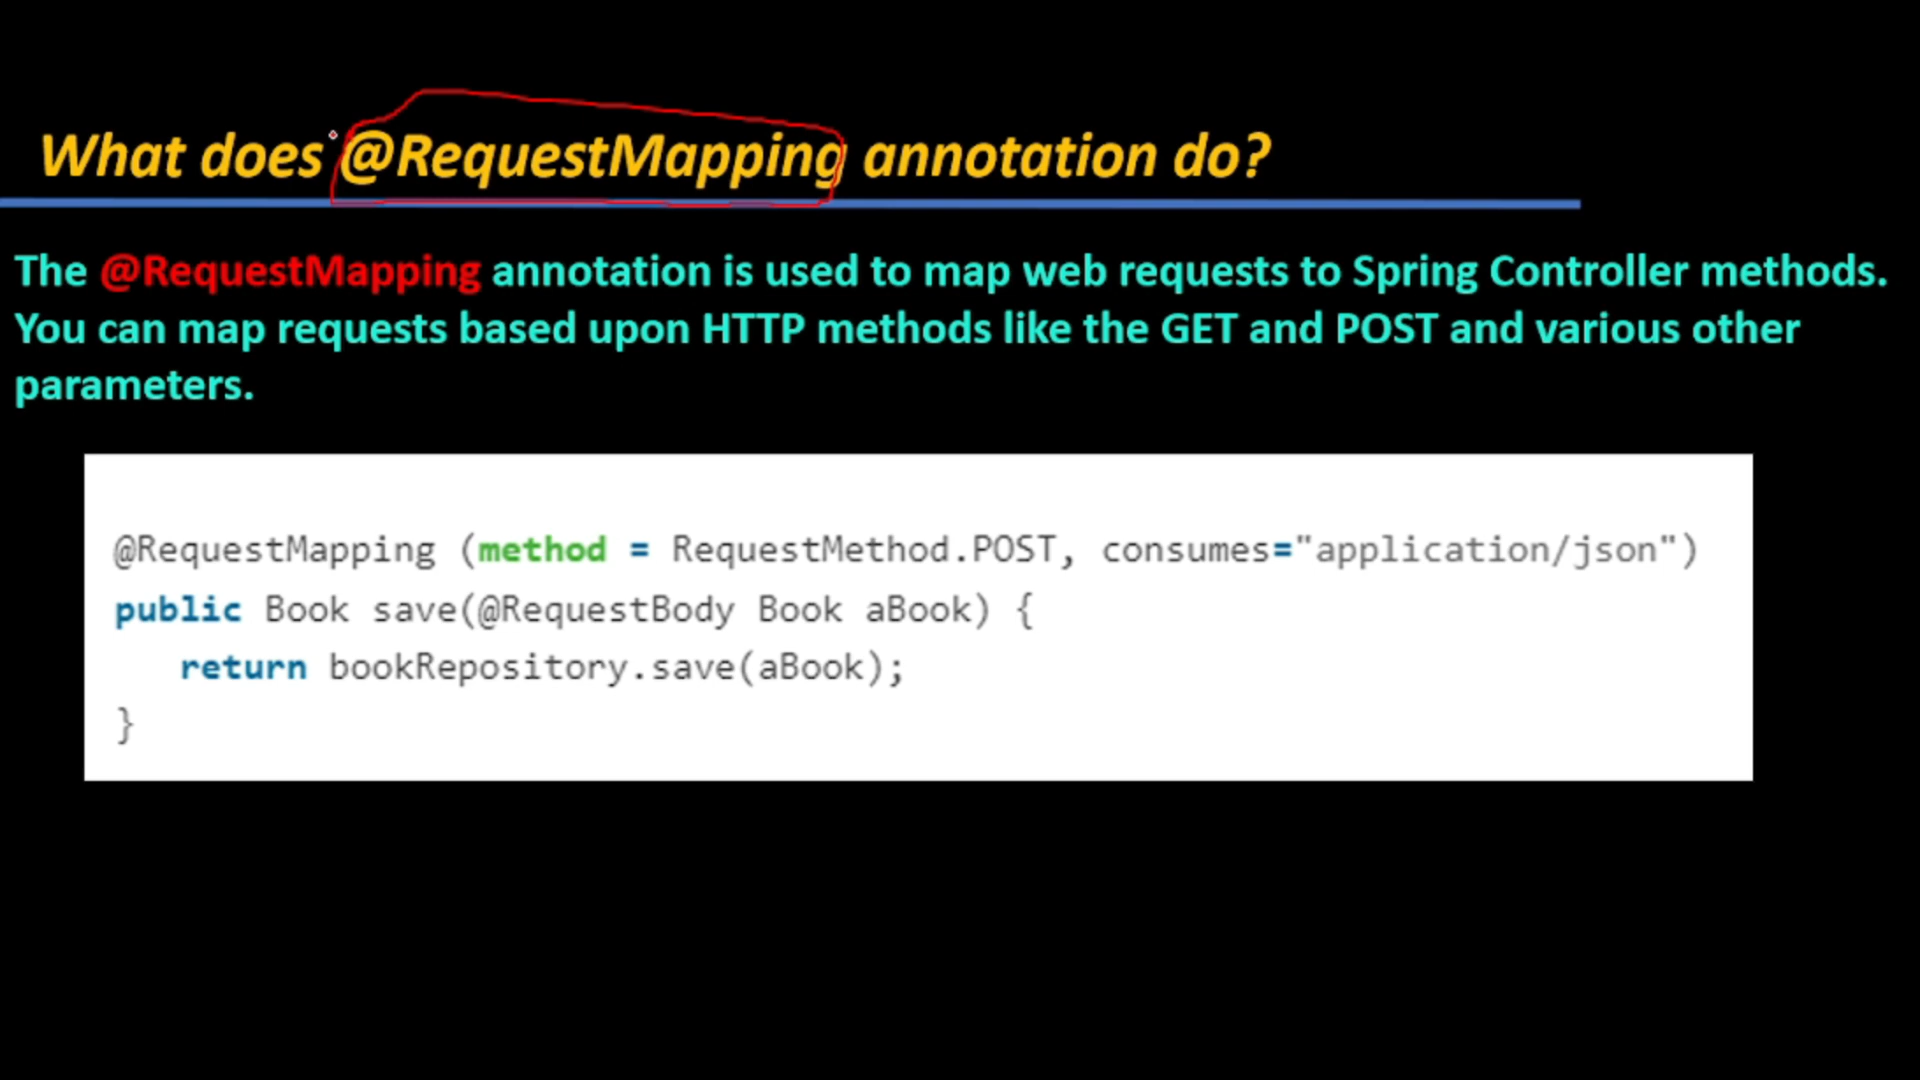 What does @RequestMapping annotation do?
The @RequestMapping annotation is used to map web requests to Spring Controller methods.
You can map requests based upon HTTP methods like the GET and POST and various other
parameters.
@RequestMapping (method = RequestMethod.POST, consumes="application/json")
public Book save(@RequestBody Book aBook) {
return bookRepository.save(aBook);
}